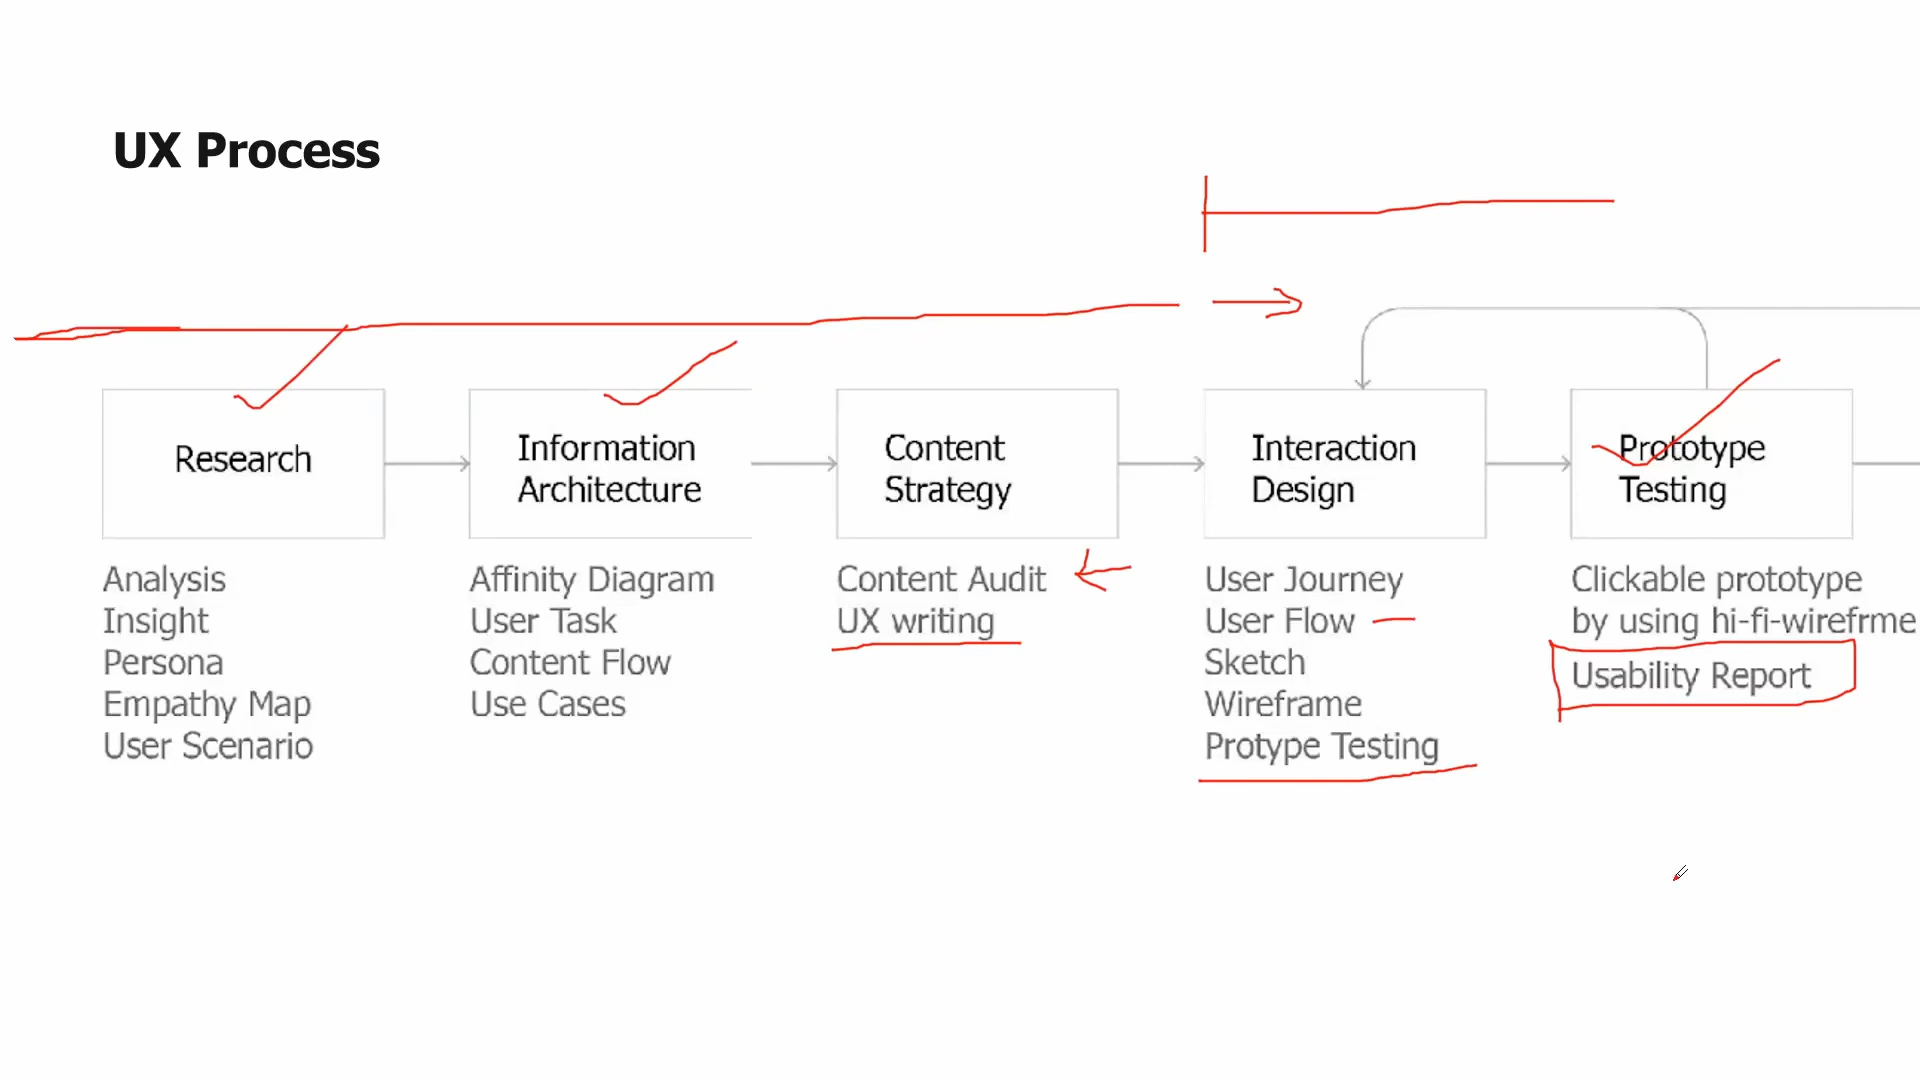 UX Process
Research
Analysis
Insight
Persona
Empathy Map
User Scenario
Information
Architecture
Affinity Diagram
User Task
Content Flow
Use Cases
Content
Strategy
Content Audit
UX writing
Interaction
Design
User Journey
User Flow
Sketch
Wireframe
Protype Testing
Prototype
Testing
Clickable prototype
by using hi-fi-wirefrme
Usability Report